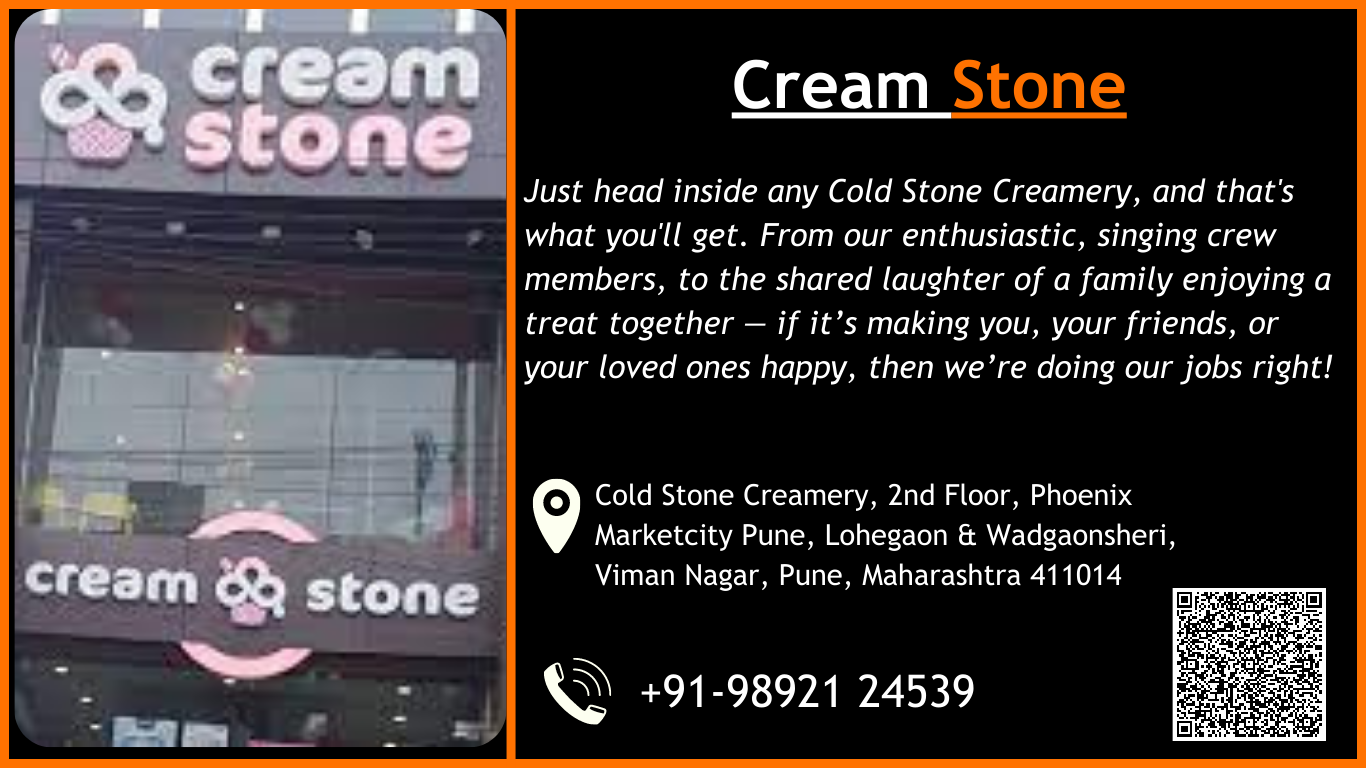 cream
stone
cream stone
Cream Stone
Just head inside any Cold Stone Creamery, and that's
what you'll get. From our enthusiastic, singing crew
members, to the shared laughter of a family enjoying a
treat together — if it’s making you, your friends, or
your loved ones happy, then we’re doing our jobs right!
Cold Stone Creamery, 2nd Floor, Phoenix
Marketcity Pune, Lohegaon & Wadgaonsheri,
Viman Nagar, Pune, Maharashtra 411014
+91-98921 24539